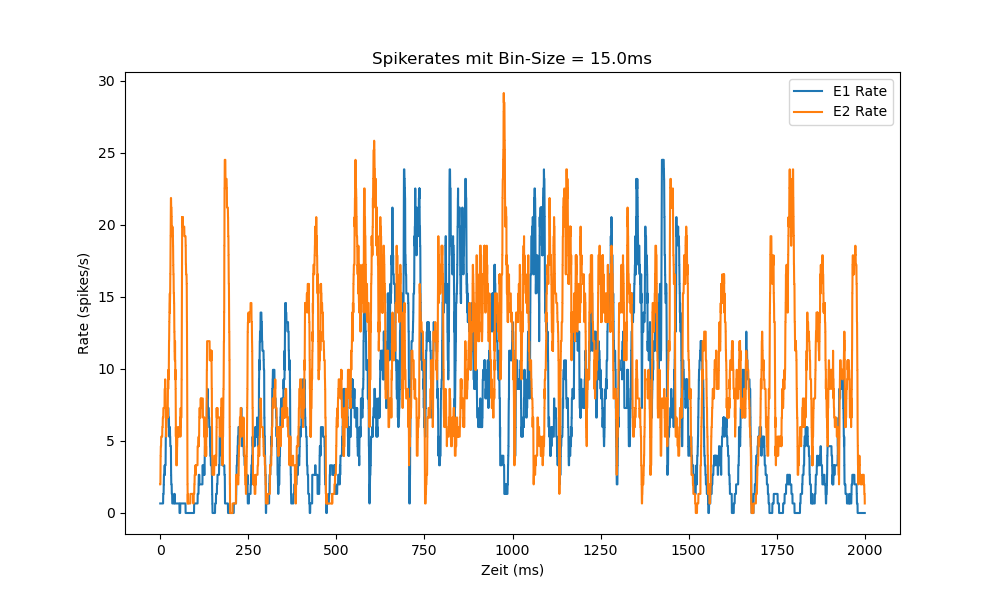 Spikerates mit Bin-Size = 15.0ms
E1 Rate
E2 Rate
30
25
20
15
10
5
0
Rate (spikes/s)
0 250 500 750 1000 1250 1500 1750 2000
Zeit (ms)